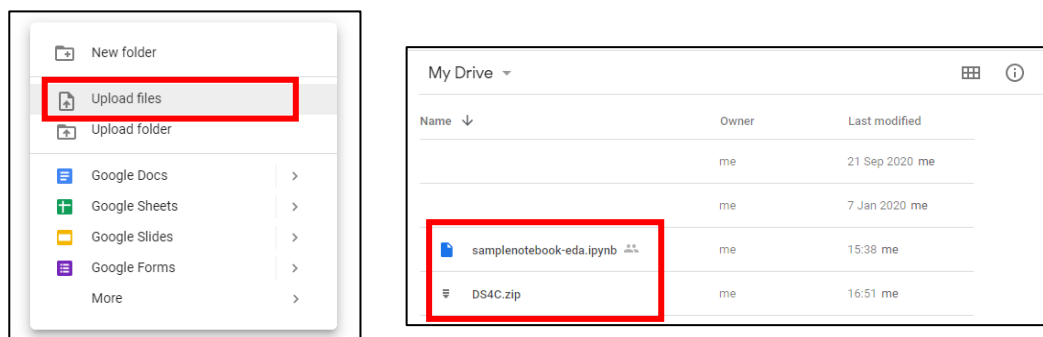 New folder
Upload files
Upload folder
Google Docs
Google Sheets
Google Slides
Google Forms
More
My Drive
Name Owner Last modified
me 21 Sep 2020 me
me 7 Jan 2020 me
samplenotebook-eda.ipynb me 15:38 me
DS4C.zip me 16:51 me